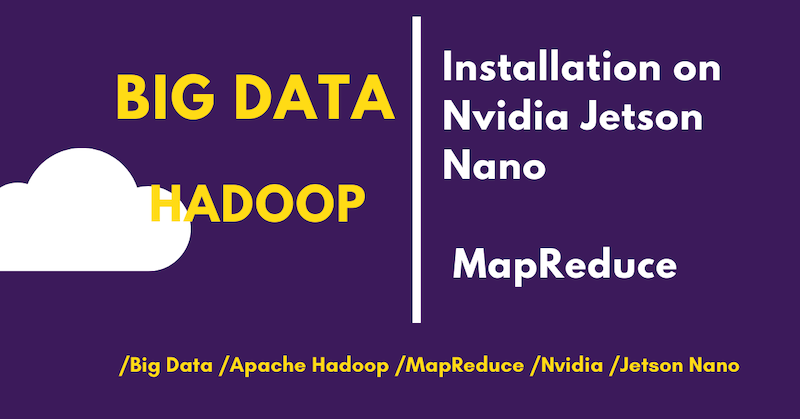 BIG DATA
HADOOP
Installation on
Nvidia Jetson
Nano
MapReduce
/Big Data /Apache Hadoop /MapReduce /Nvidia /Jetson Nano